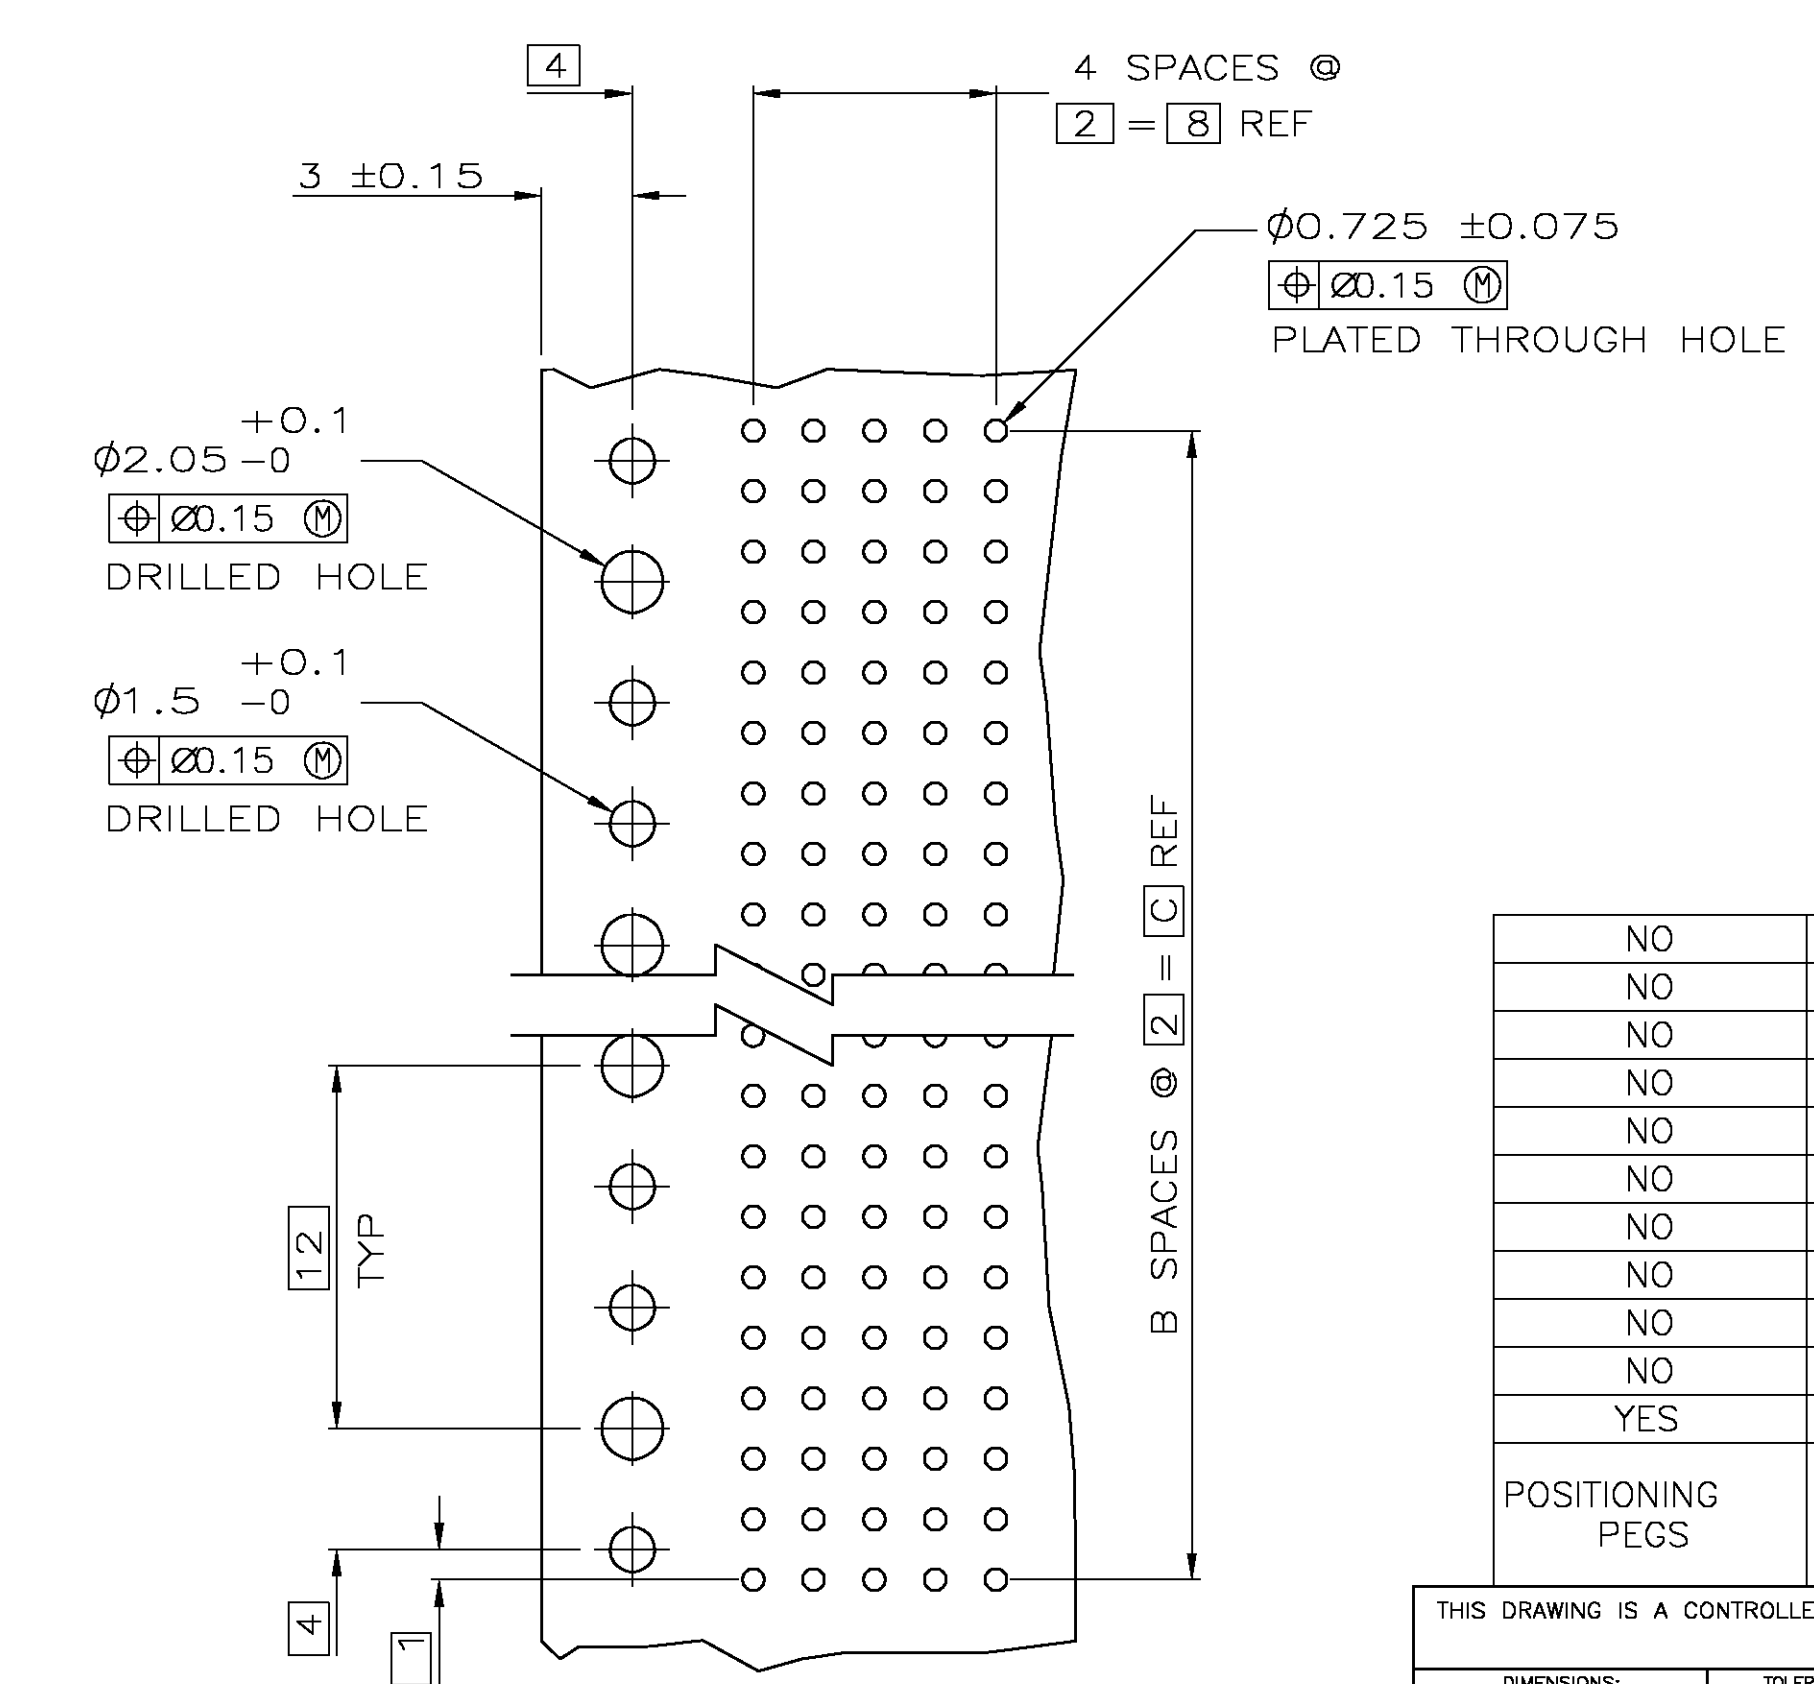 4
4 SPACES @
2 = 8 REF
3 ±0.15
Ø0.725 ±0.075
⌖ Ø0.15 Ⓜ
PLATED THROUGH HOLE
+0.1
Ø2.05 -0
⌖ Ø0.15 Ⓜ
DRILLED HOLE
+0.1
Ø1.5 -0
⌖ Ø0.15 Ⓜ
DRILLED HOLE
B SPACES @ 2 = C REF
12
TYP
4
1
NO
NO
NO
NO
NO
NO
NO
NO
NO
NO
YES
POSITIONING
PEGS
THIS DRAWING IS A CONTROLLE
DIMENSIONS:
TOLER